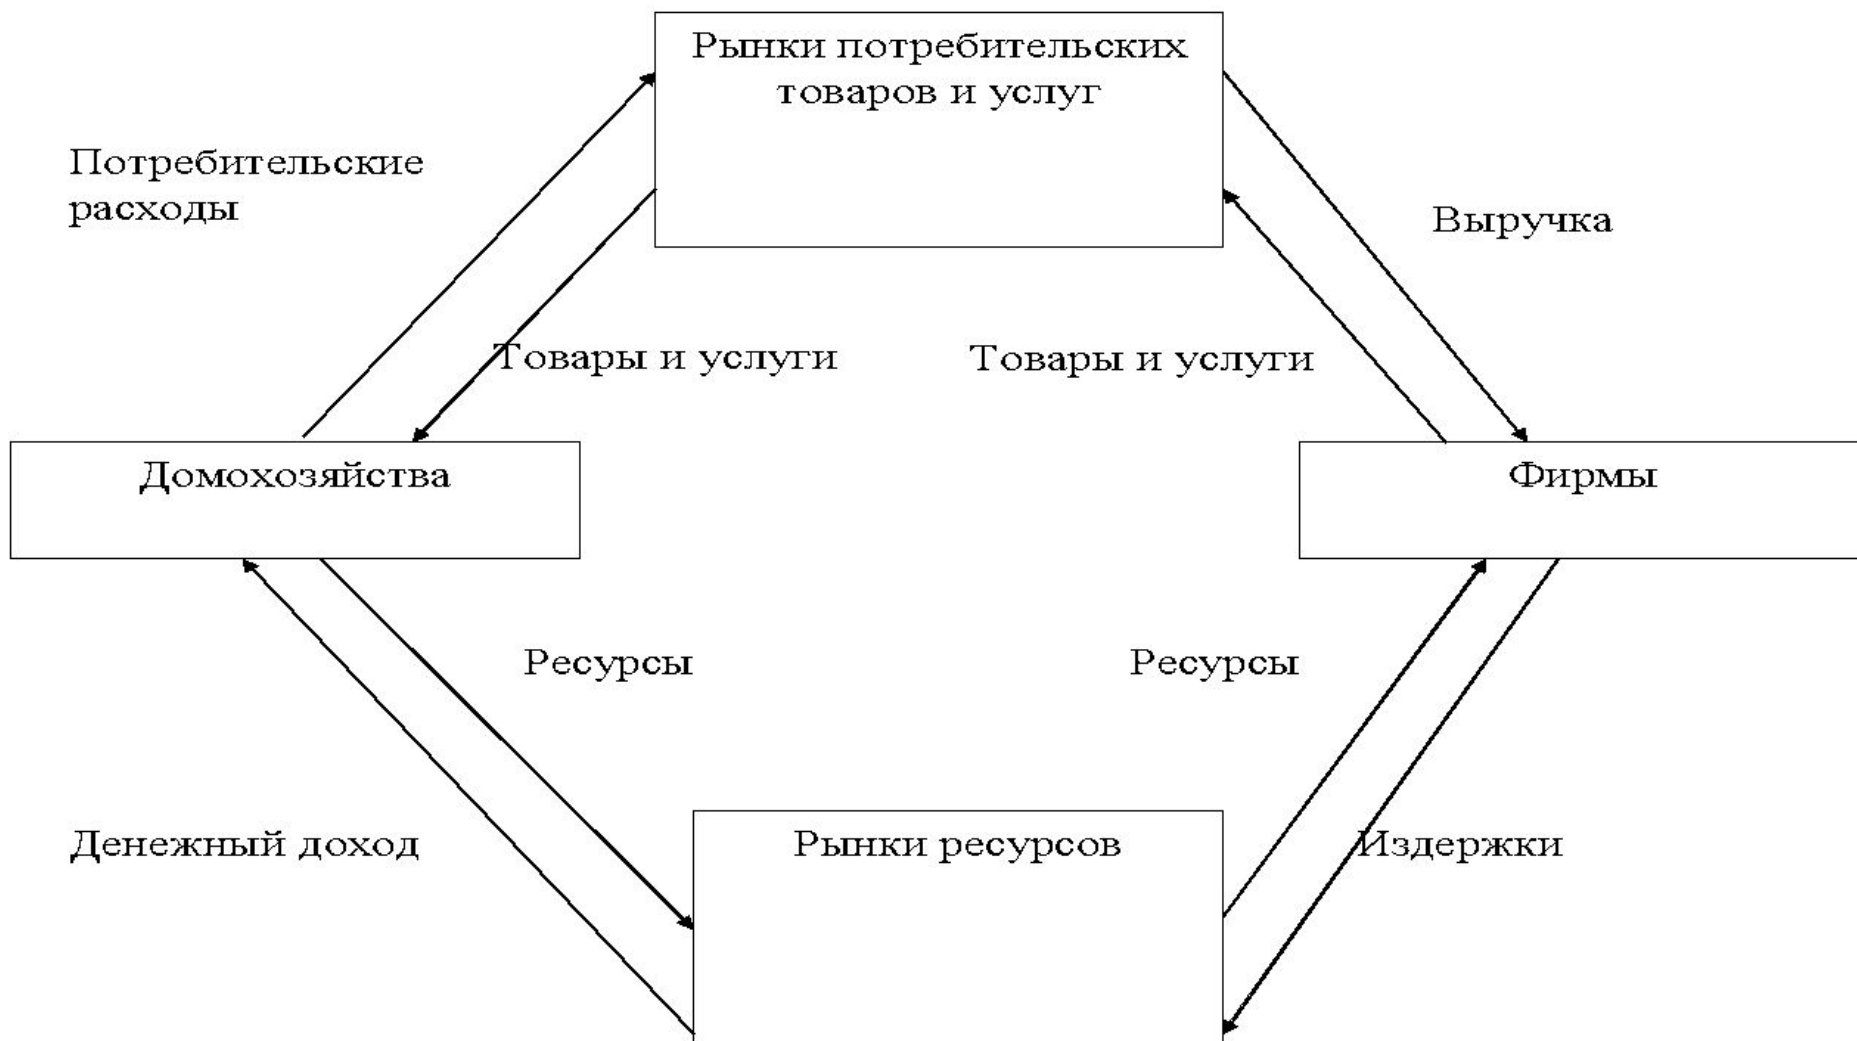 Рынки потребительских
товаров и услуг
Потребительские
расходы
Выручка
Товары и услуги
Товары и услуги
Домохозяйства
Фирмы
Ресурсы
Ресурсы
Денежный доход
Рынки ресурсов
Издержки